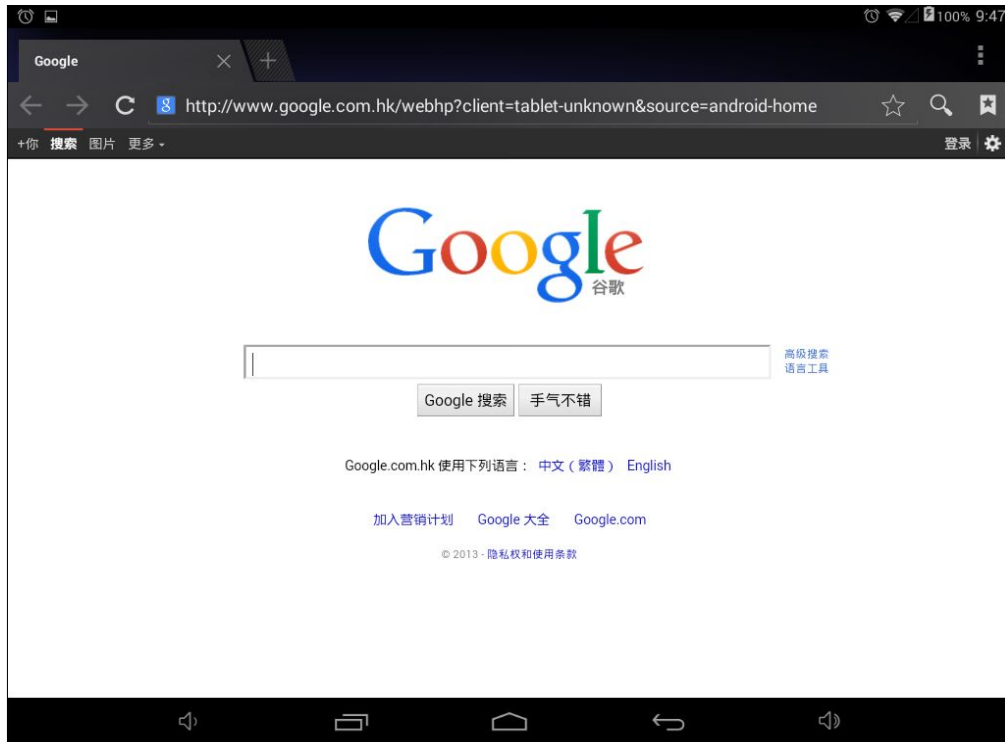 100% 9:47
Google
http://www.google.com.hk/webhp?client=tablet-unknown&source=android-home
+你 搜索 图片 更多 登录
Google
谷歌
高级搜索
语言工具
Google 搜索 手气不错
Google.com.hk 使用下列语言： 中文（繁體） English
加入营销计划 Google 大全 Google.com
© 2013 - 隐私权和使用条款